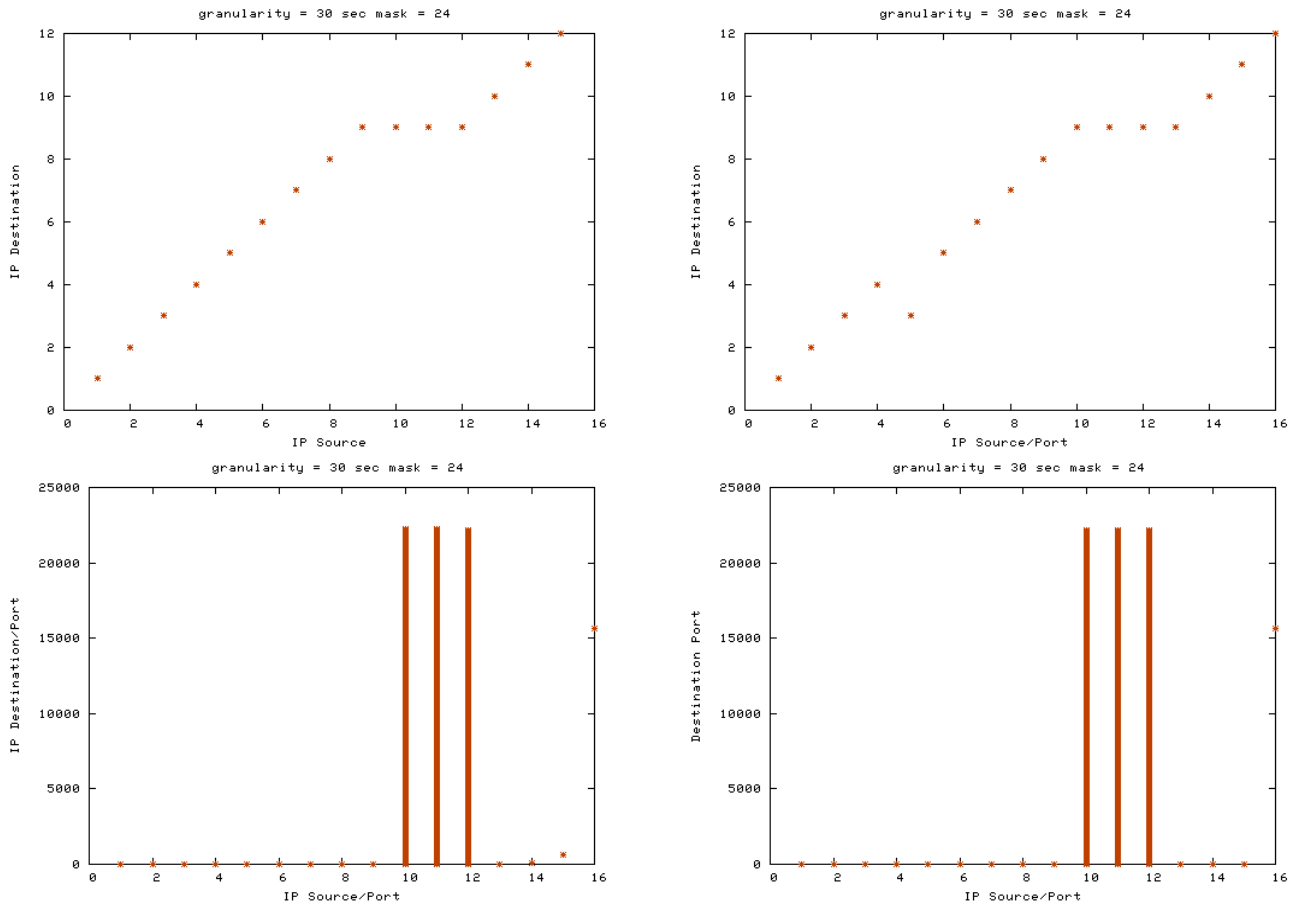 granularity = 30 sec mask = 24
12
10
8
6
4
2
0
IP Destination
0 2 4 6 8 10 12 14 16
IP Source
granularity = 30 sec mask = 24
12
10
8
6
4
2
0
IP Destination
0 2 4 6 8 10 12 14 16
IP Source/Port
granularity = 30 sec mask = 24
25000
20000
15000
10000
5000
0
IP Destination/Port
0 2 4 6 8 10 12 14 16
IP Source/Port
granularity = 30 sec mask = 24
25000
20000
15000
10000
5000
0
Destination Port
0 2 4 6 8 10 12 14 16
IP Source/Port